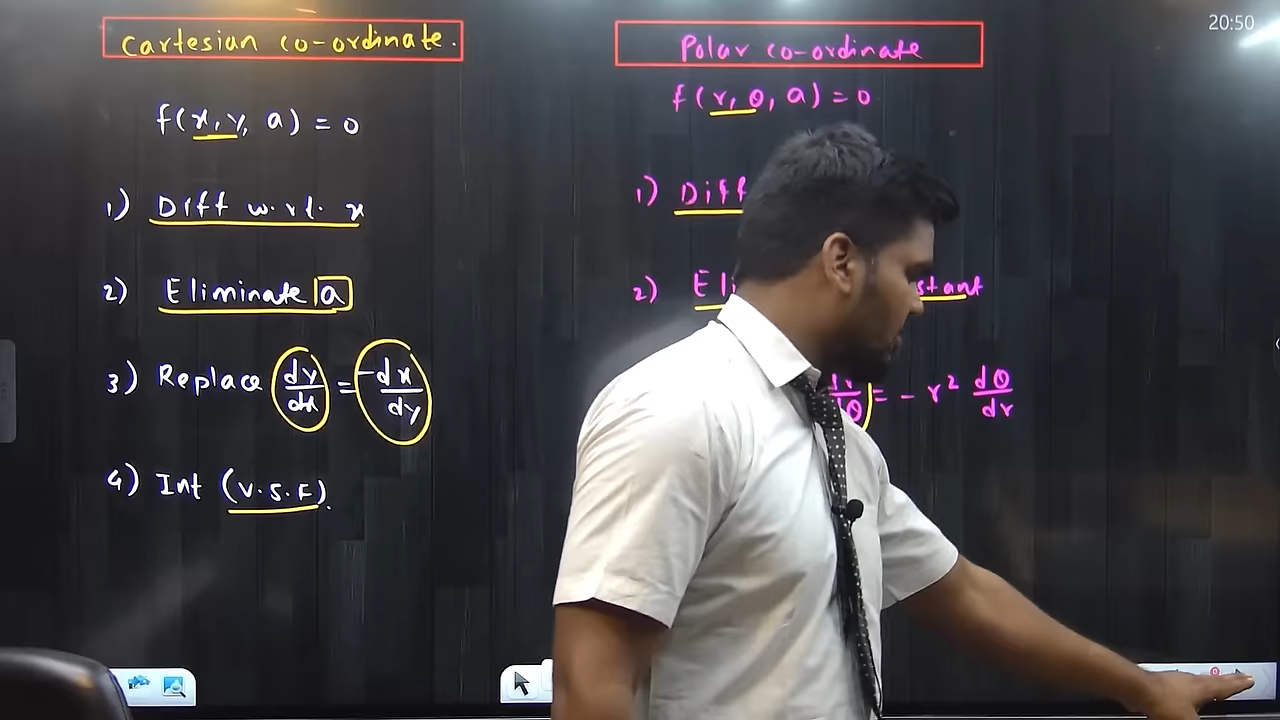 20:50
Cartesian co-ordinate.
f(x, y, a) = 0
1) Diff w.r.t. x
2) Eliminate a
3) Replace dy/dx = -dx/dy
4) Int (V.S.F).
Polar co-ordinate
f(r, θ, a) = 0
1) Diff
2)
= - r² dθ/dr